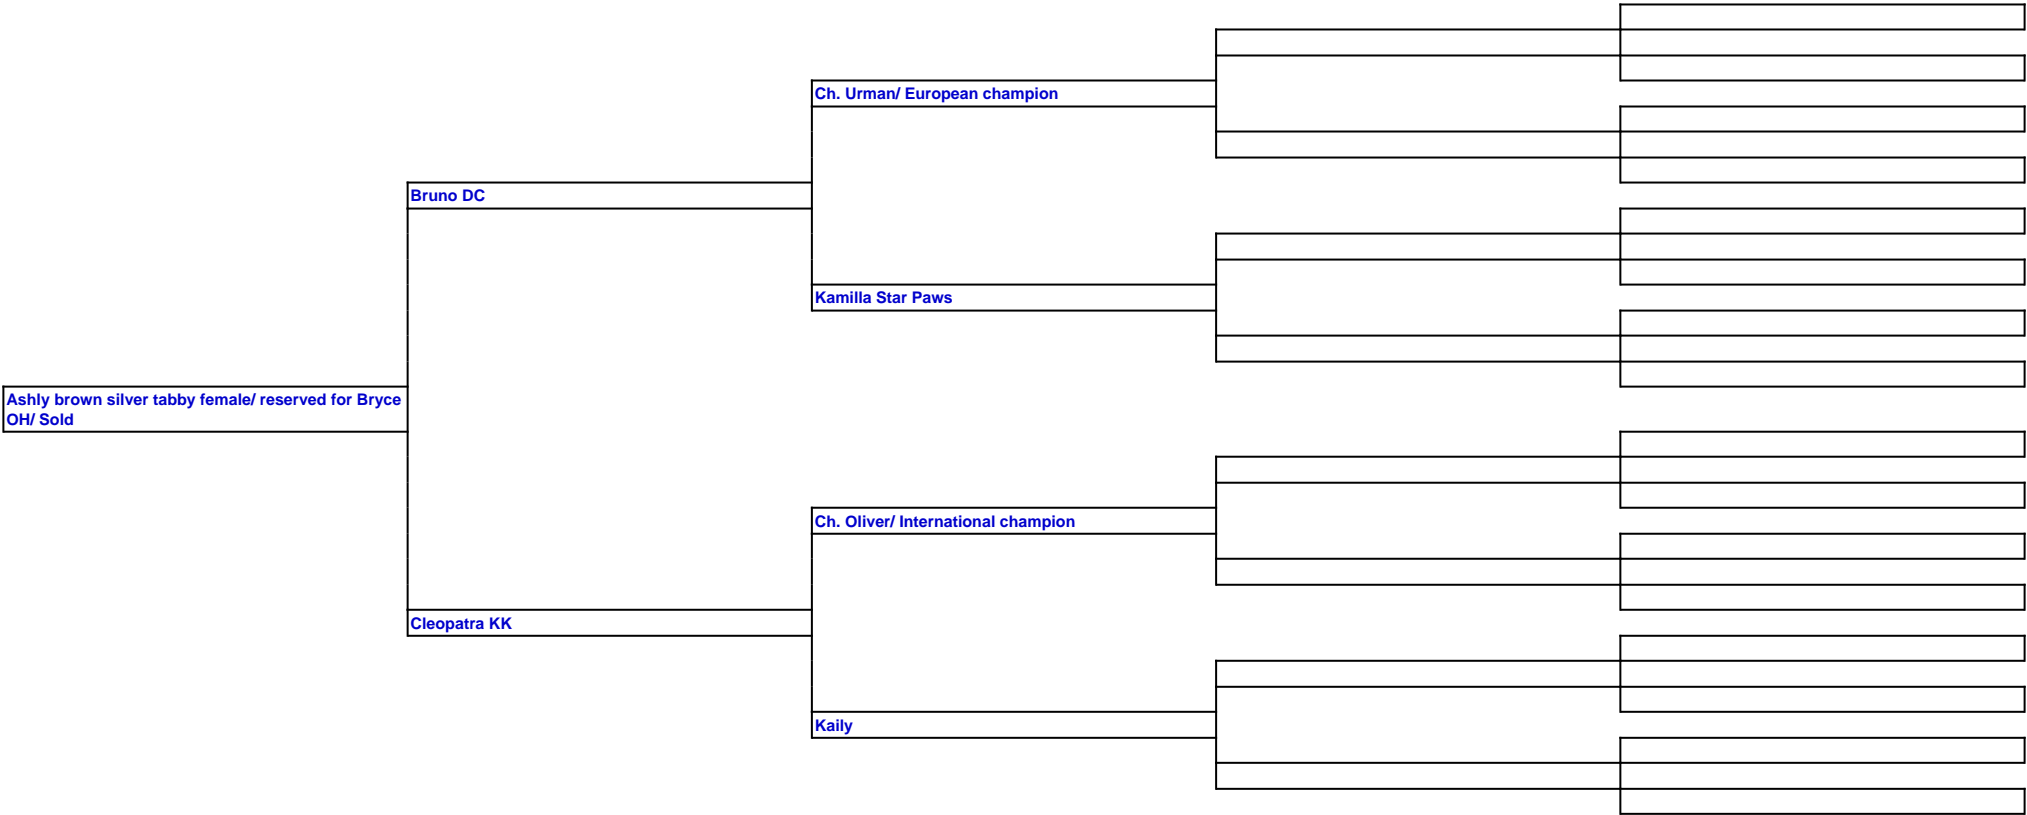 Ch. Urman/ European champion
Bruno DC
Kamilla Star Paws
Ashly brown silver tabby female/ reserved for Bryce
OH/ Sold
Ch. Oliver/ International champion
Cleopatra KK
Kaily